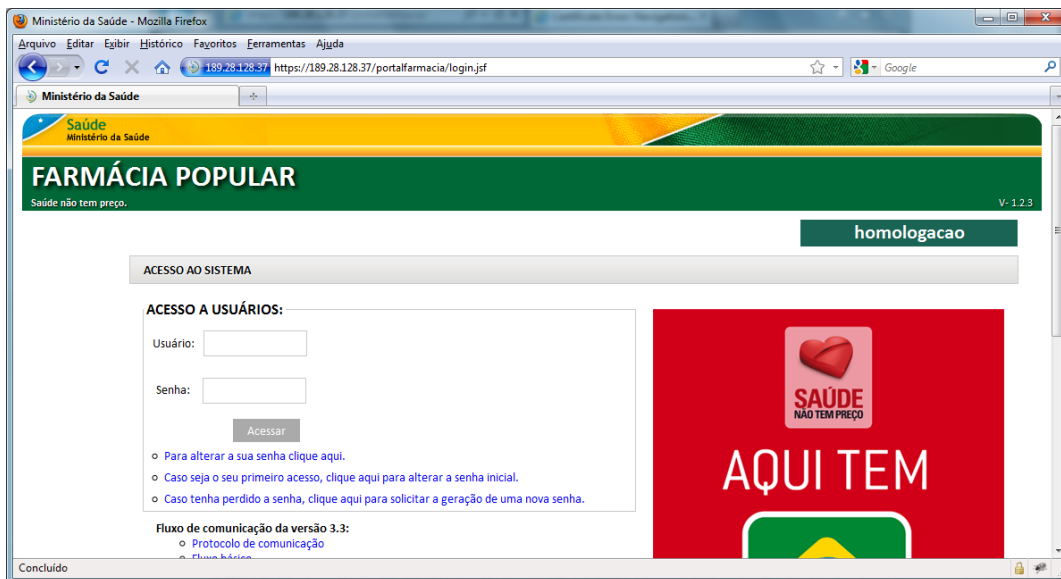 Ministério da Saúde - Mozilla Firefox
Arquivo Editar Exibir Histórico Favoritos Ferramentas Ajuda
189.28.128.37 https://189.28.128.37/portalfarmacia/login.jsf
Google
Ministério da Saúde
Saúde
Ministério da Saúde
FARMÁCIA POPULAR
Saúde não tem preço.
V- 1.2.3
homologacao
ACESSO AO SISTEMA
ACESSO A USUÁRIOS:
Usuário:
Senha:
Acessar
Para alterar a sua senha clique aqui.
Caso seja o seu primeiro acesso, clique aqui para alterar a senha inicial.
Caso tenha perdido a senha, clique aqui para solicitar a geração de uma nova senha.
Fluxo de comunicação da versão 3.3:
Protocolo de comunicação
Fluxo básico
SAÚDE
NÃO TEM PREÇO
AQUI TEM
Concluído